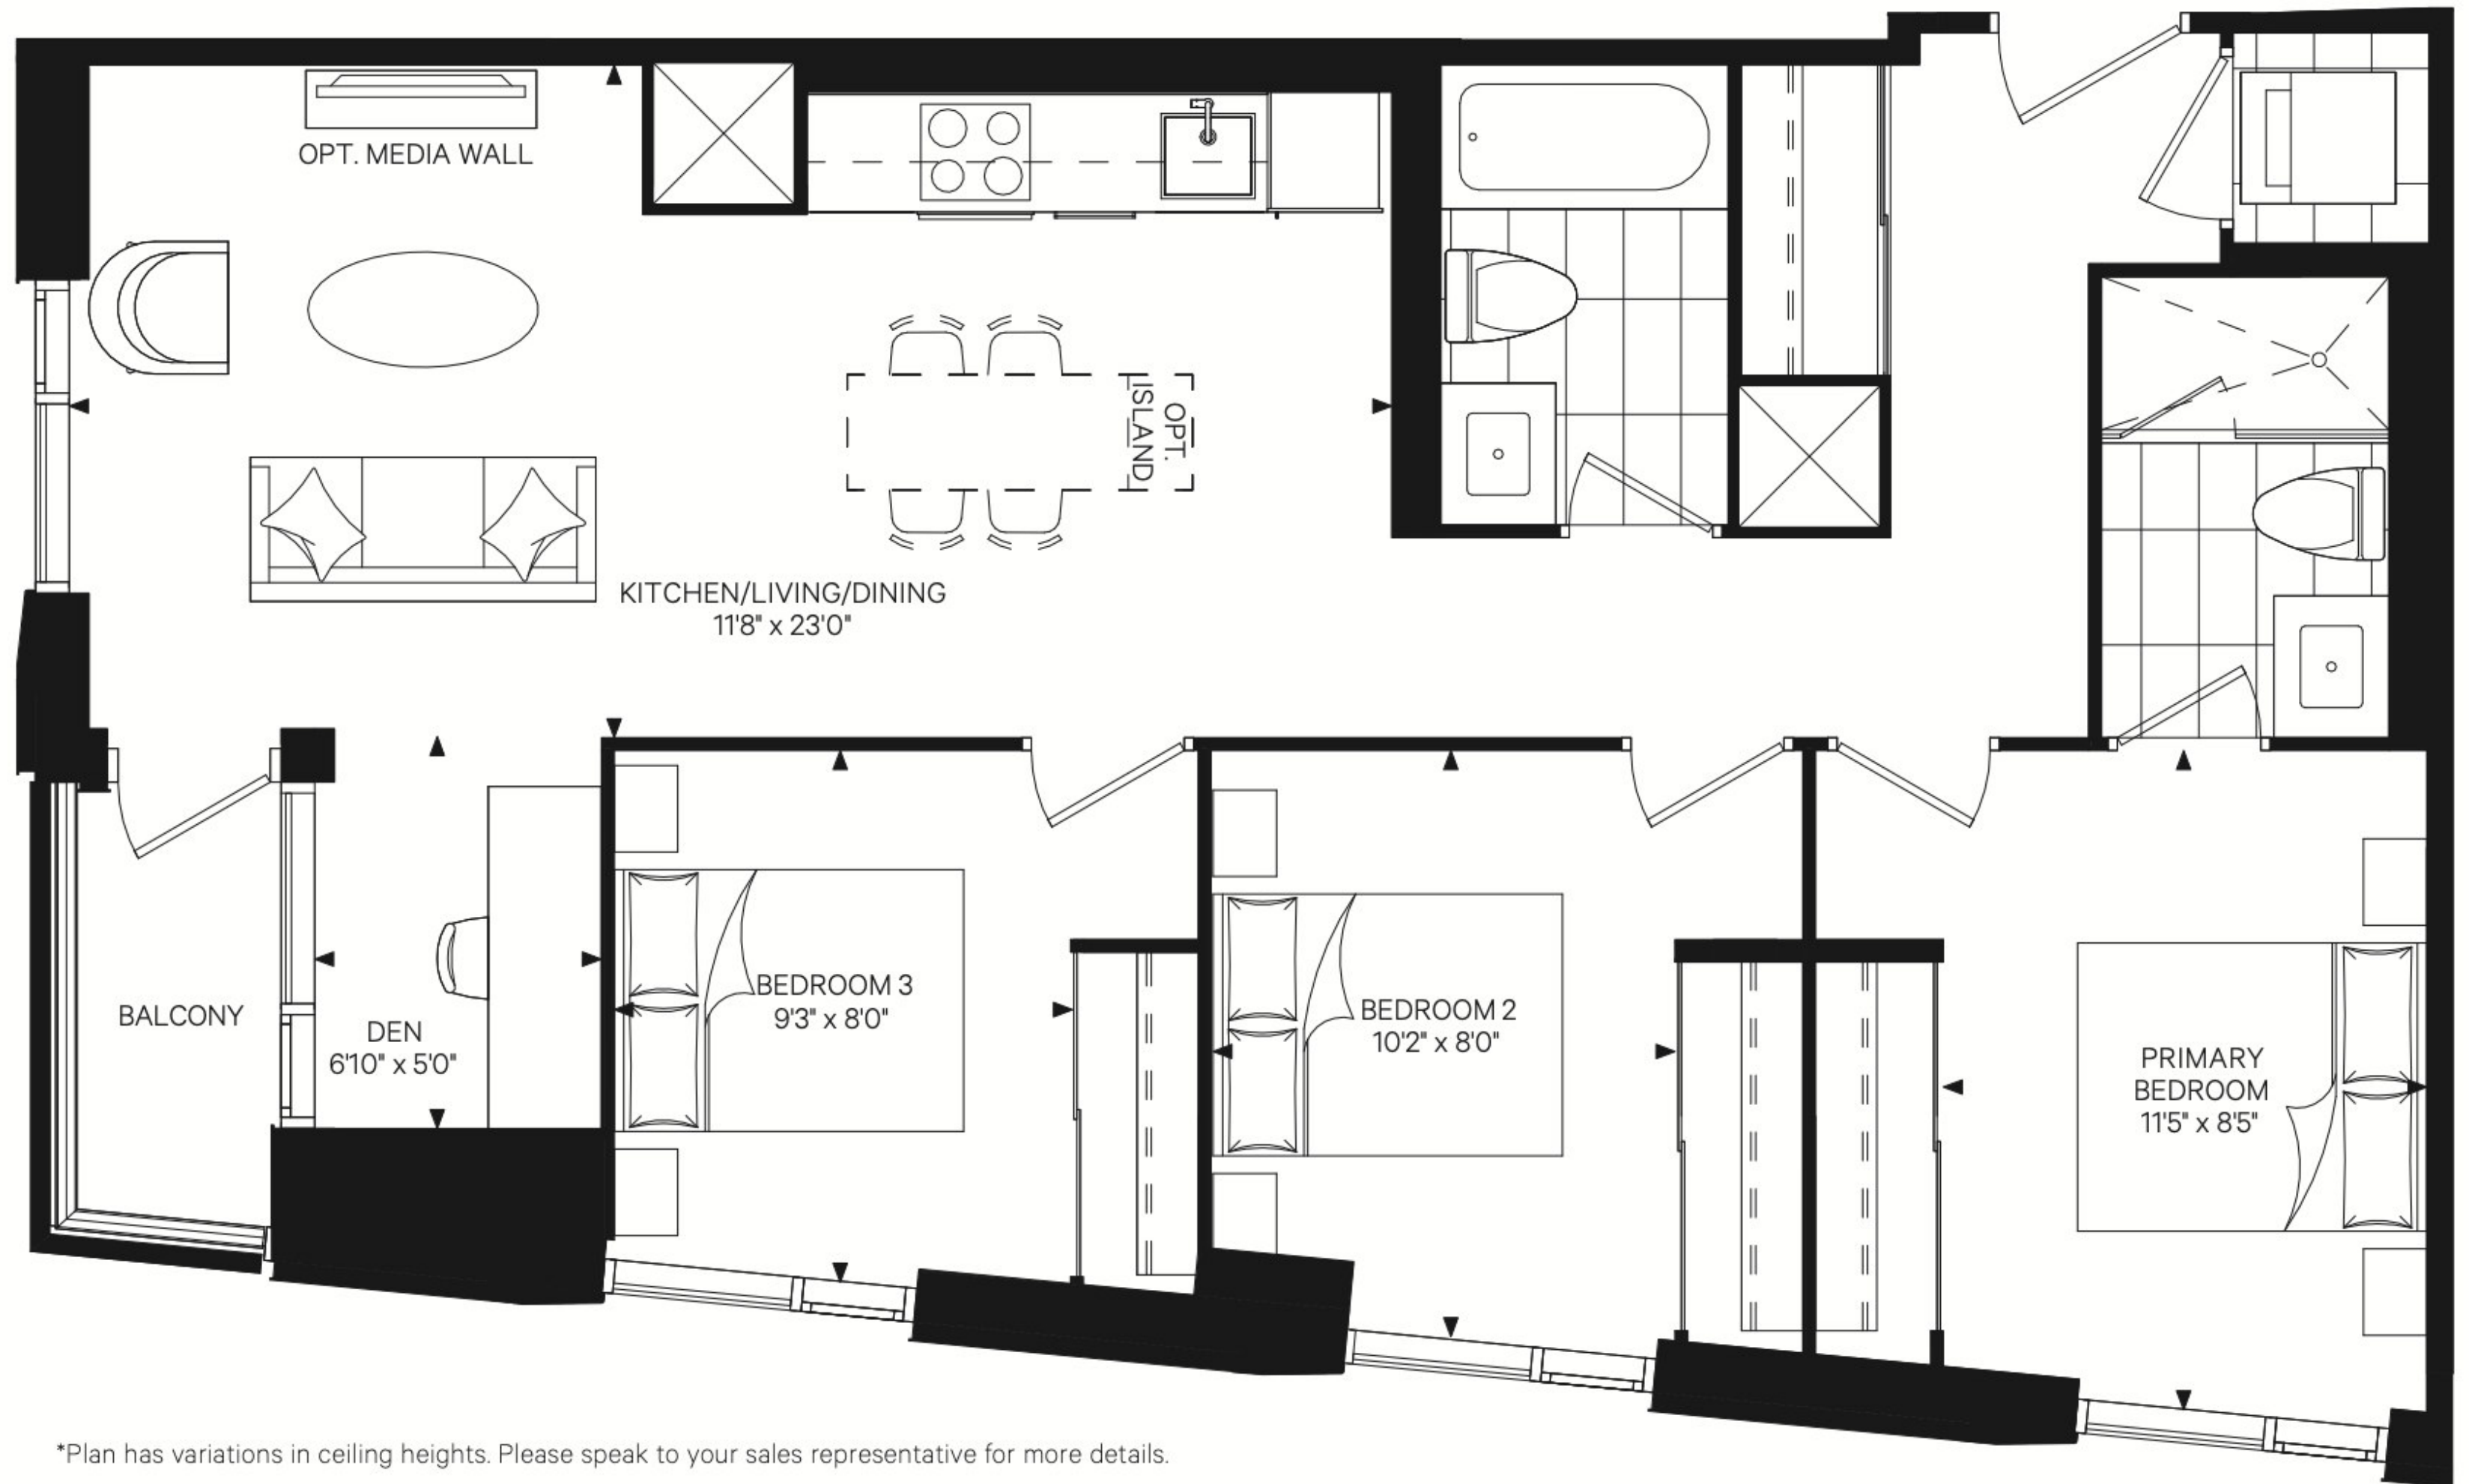 OPT. MEDIA WALL
OPT.
ISLAND
KITCHEN/LIVING/DINING
11'8" x 23'0"
BALCONY
DEN
6'10" x 5'0"
BEDROOM 3
9'3" x 8'0"
BEDROOM 2
10'2" x 8'0"
PRIMARY
BEDROOM
11'5" x 8'5"
*Plan has variations in ceiling heights. Please speak to your sales representative for more details.